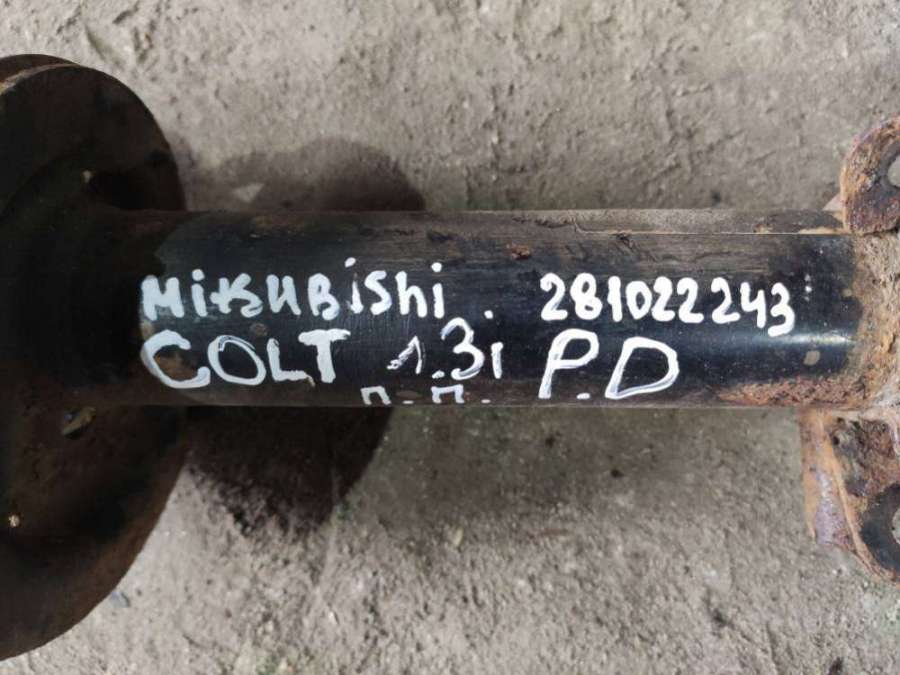 Mitsubishi. 281022243
COLT 1.3i P.D
п.п.